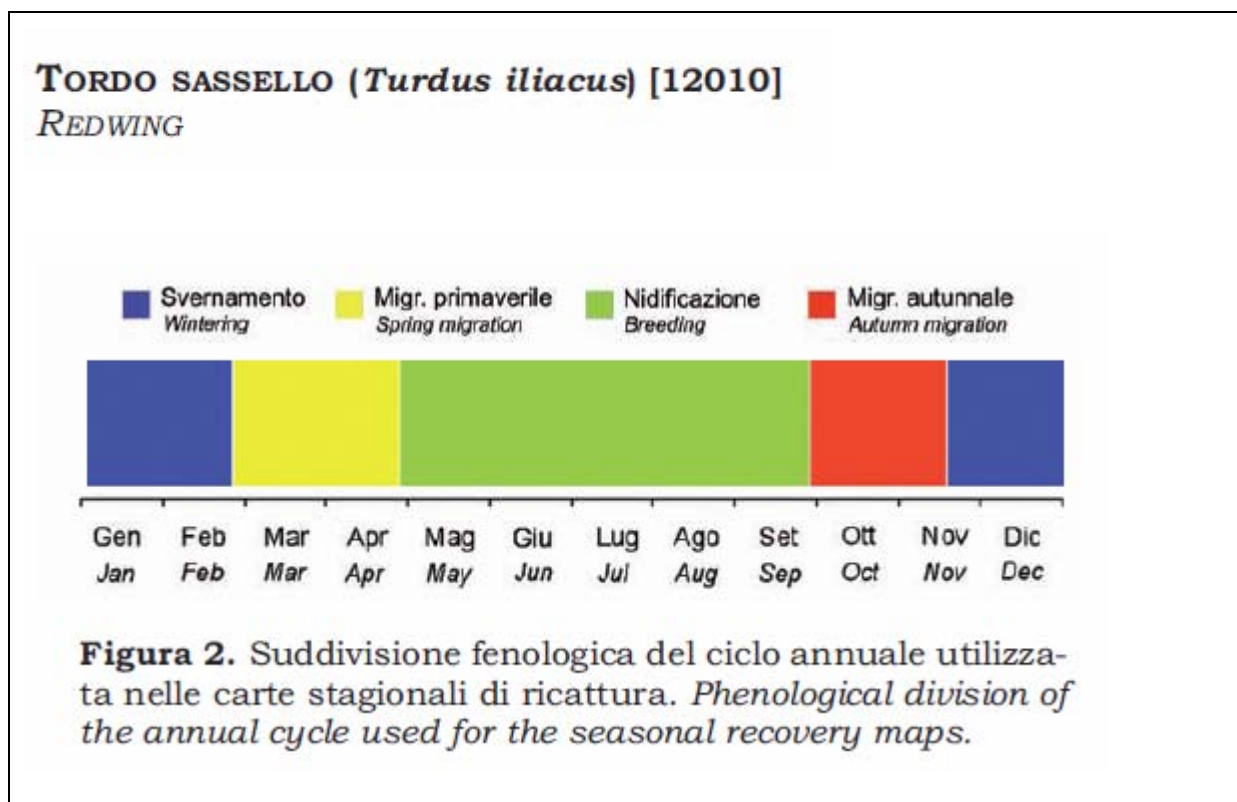 TORDO SASSELLO (Turdus iliacus) [12010]
REDWING
Svernamento Migr. primaverile Nidificazione Migr. autunnale
Wintering Spring migration Breeding Autumn migration
Gen Feb Mar Apr Mag Giu Lug Ago Set Ott Nov Dic
Jan Feb Mar Apr May Jun Jul Aug Sep Oct Nov Dec
Figura 2. Suddivisione fenologica del ciclo annuale utilizza-
ta nelle carte stagionali di ricattura. Phenological division of
the annual cycle used for the seasonal recovery maps.